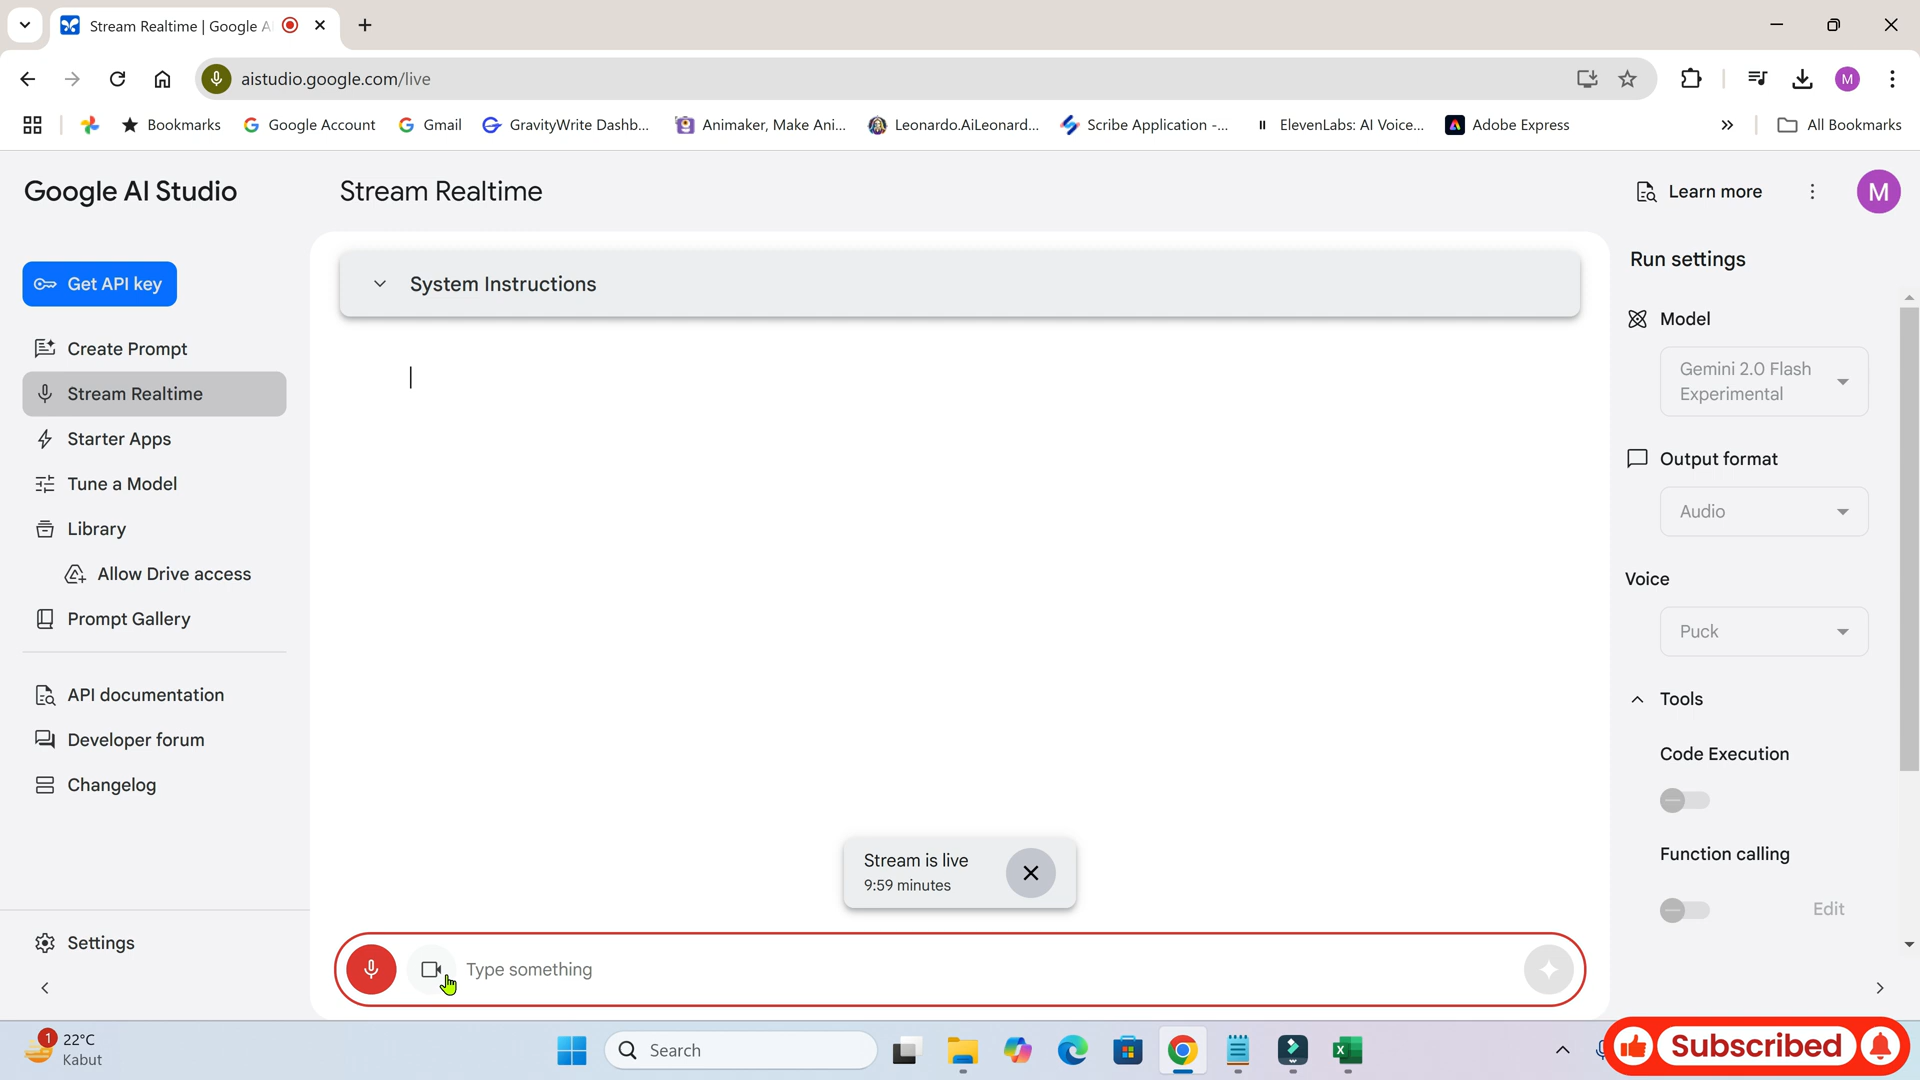 Stream Realtime | Google A
aistudio.google.com/live
Bookmarks
Google Account
Gmail
GravityWrite Dashb...
Animaker, Make Ani...
Leonardo.AiLeonard...
Scribe Application -...
ElevenLabs: AI Voice...
Adobe Express
All Bookmarks
Google AI Studio
Stream Realtime
Learn more
M
M
Get API key
Create Prompt
Stream Realtime
Starter Apps
Tune a Model
Library
Allow Drive access
Prompt Gallery
API documentation
Developer forum
Changelog
Settings
System Instructions
Stream is live
9:59 minutes
Type something
Run settings
Model
Gemini 2.0 Flash
Experimental
Output format
Audio
Voice
Puck
Tools
Code Execution
Function calling
Edit
1
22°C
Kabut
Search
Subscribed